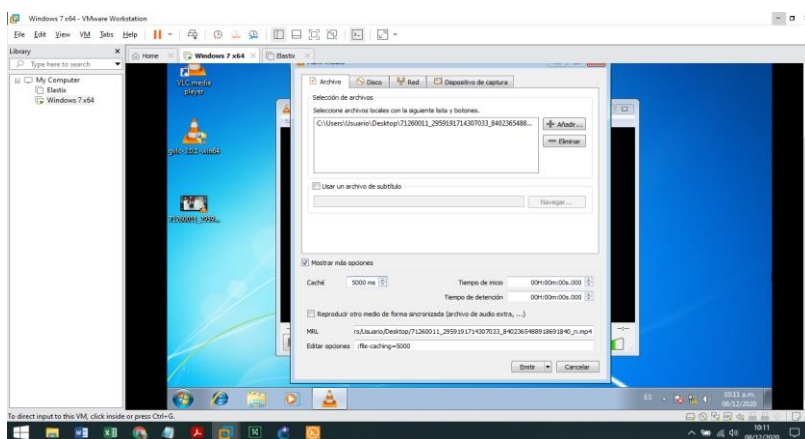 Windows 7 x64 - VMware Workstation
File Edit View VM Tabs Help
Library
Type here to search
Home
Windows 7 x64
Elastix
My Computer
Elastix
Windows 7 x64
VLC media
player
71260011_2959...
Archivo Disco Red Dispositivo de captura
Selección de archivos
Seleccione archivos locales con la siguiente lista y botones.
C:\Users\Usuario\Desktop\71260011_2959191714307033_8402365488...
Añadir...
Eliminar
Usar un archivo de subtítulo
Navegar...
Mostrar más opciones
Caché 5000 ms Tiempo de inicio 00H:00m:00s.000
Tiempo de detención 00H:00m:00s.000
Reproducir otro medio de forma sincronizada (archivo de audio extra, ...)
MRL rs/Usuario/Desktop/71260011_2959191714307033_8402365488918691840_n.mp4
Editar opciones :file-caching=5000
Emitir Cancelar
ES 10:11 a.m.
08/12/2020
To direct input to this VM, click inside or press Ctrl+G.
10:11
08/12/2020